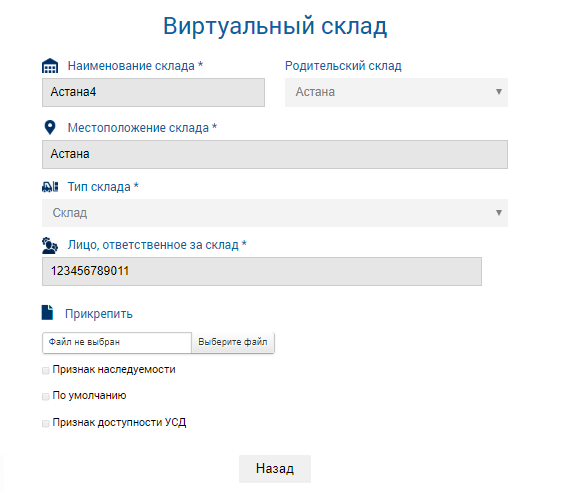 Виртуальный склад
Наименование склада * Родительский склад
Астана4 Астана
Местоположение склада *
Астана
Тип склада *
Склад
Лицо, ответственное за склад *
123456789011
Прикрепить
Файл не выбран Выберите файл
Признак наследуемости
По умолчанию
Признак доступности УСД
Назад